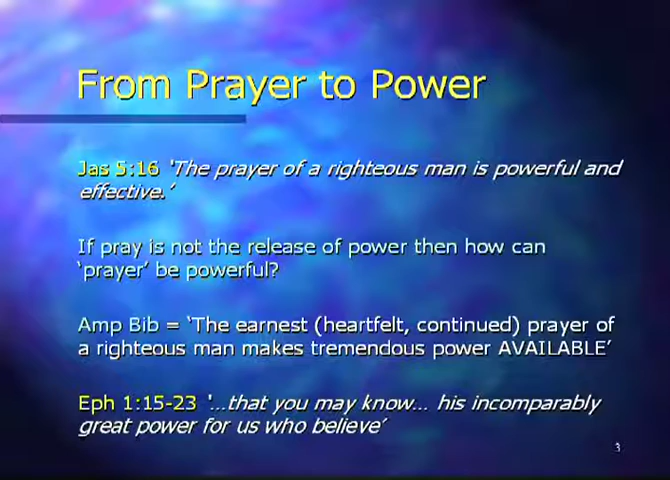 From Prayer to Power
Jas 5:16 ‘The prayer of a righteous man is powerful and
effective.’
If pray is not the release of power then how can
‘prayer’ be powerful?
Amp Bib = ‘The earnest (heartfelt, continued) prayer of
a righteous man makes tremendous power AVAILABLE’
Eph 1:15-23 ‘…that you may know… his incomparably
great power for us who believe’
3